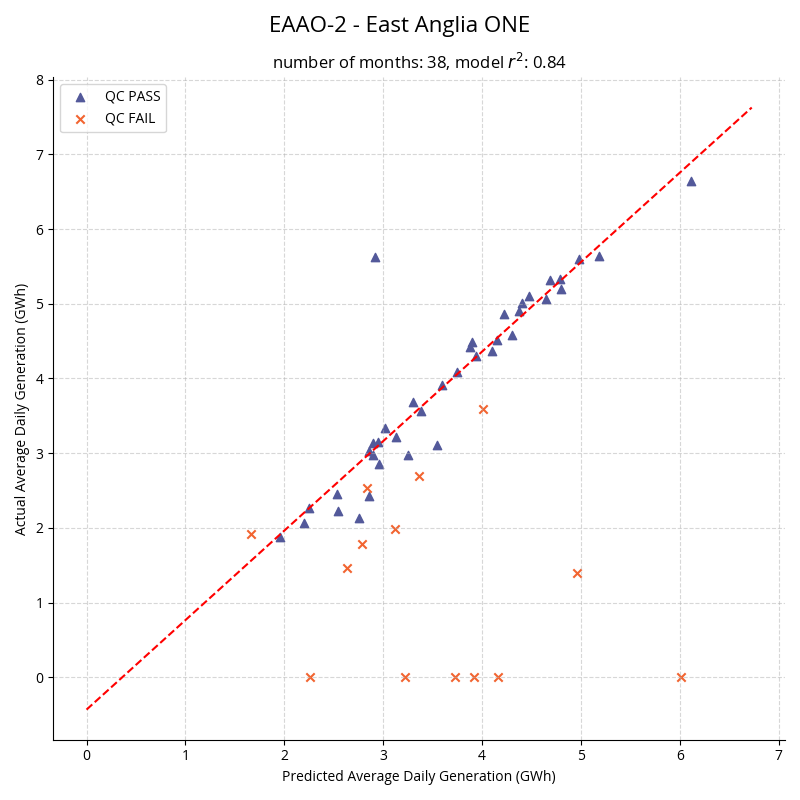 EAAO-2 - East Anglia ONE
number of months: 38, model r²: 0.84
QC PASS
QC FAIL
Actual Average Daily Generation (GWh)
8
7
6
5
4
3
2
1
0
0 1 2 3 4 5 6 7
Predicted Average Daily Generation (GWh)